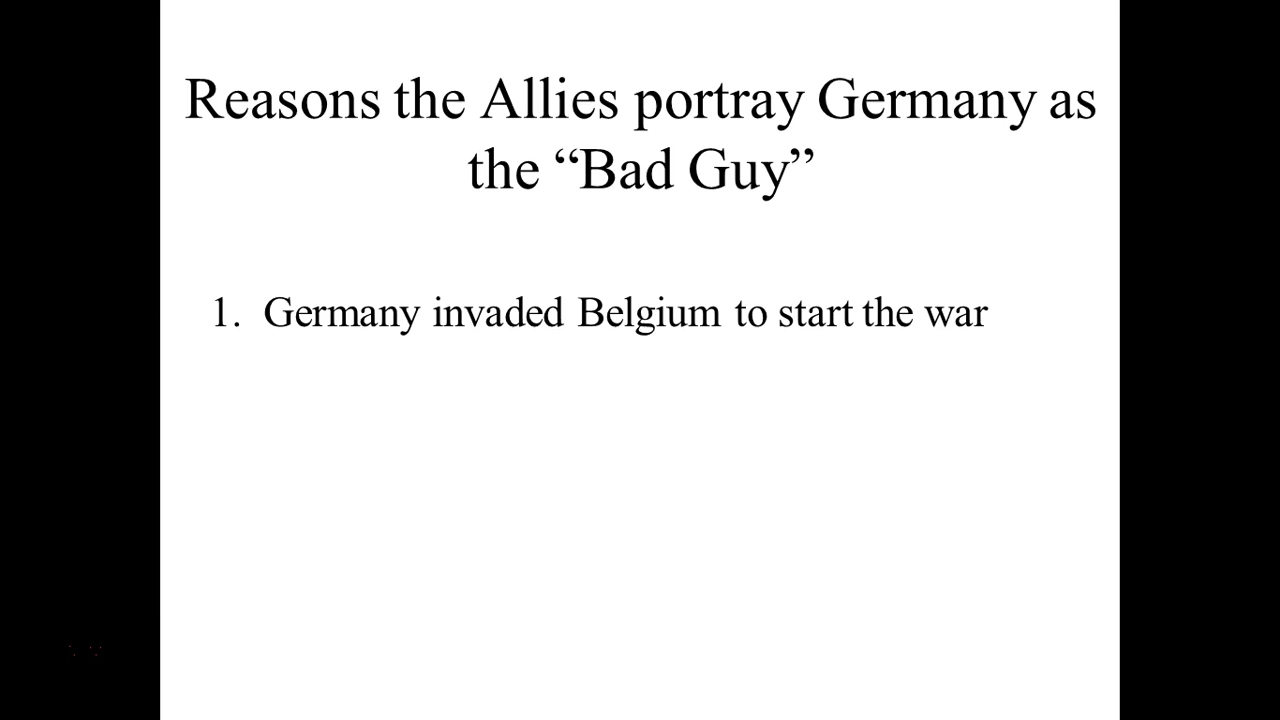 Reasons the Allies portray Germany as
the “Bad Guy”
1. Germany invaded Belgium to start the war